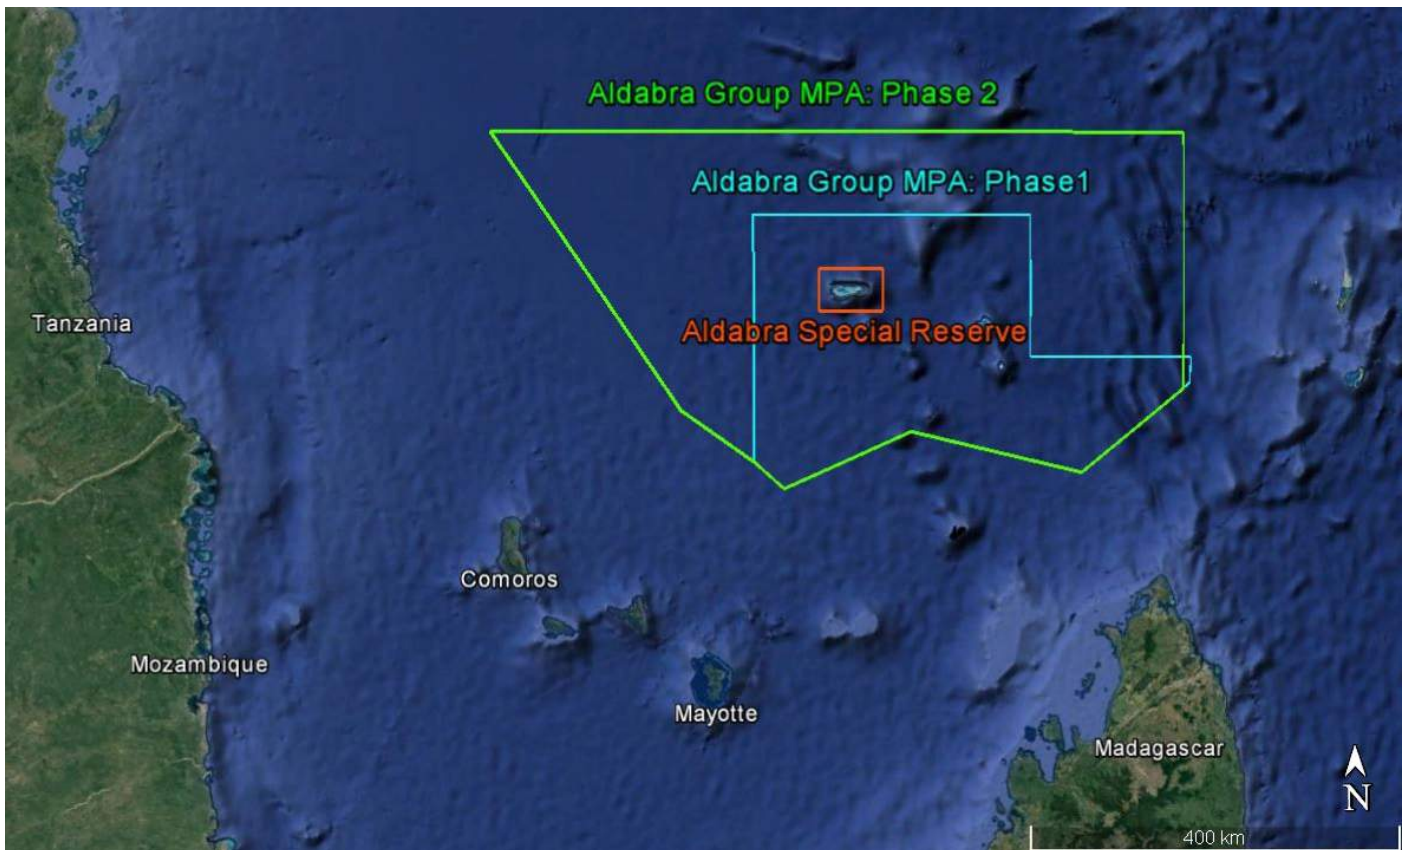 Aldabra Group MPA: Phase 2
Aldabra Group MPA: Phase1
Aldabra Special Reserve
Tanzania
Comoros
Mozambique
Mayotte
Madagascar
N
400 km